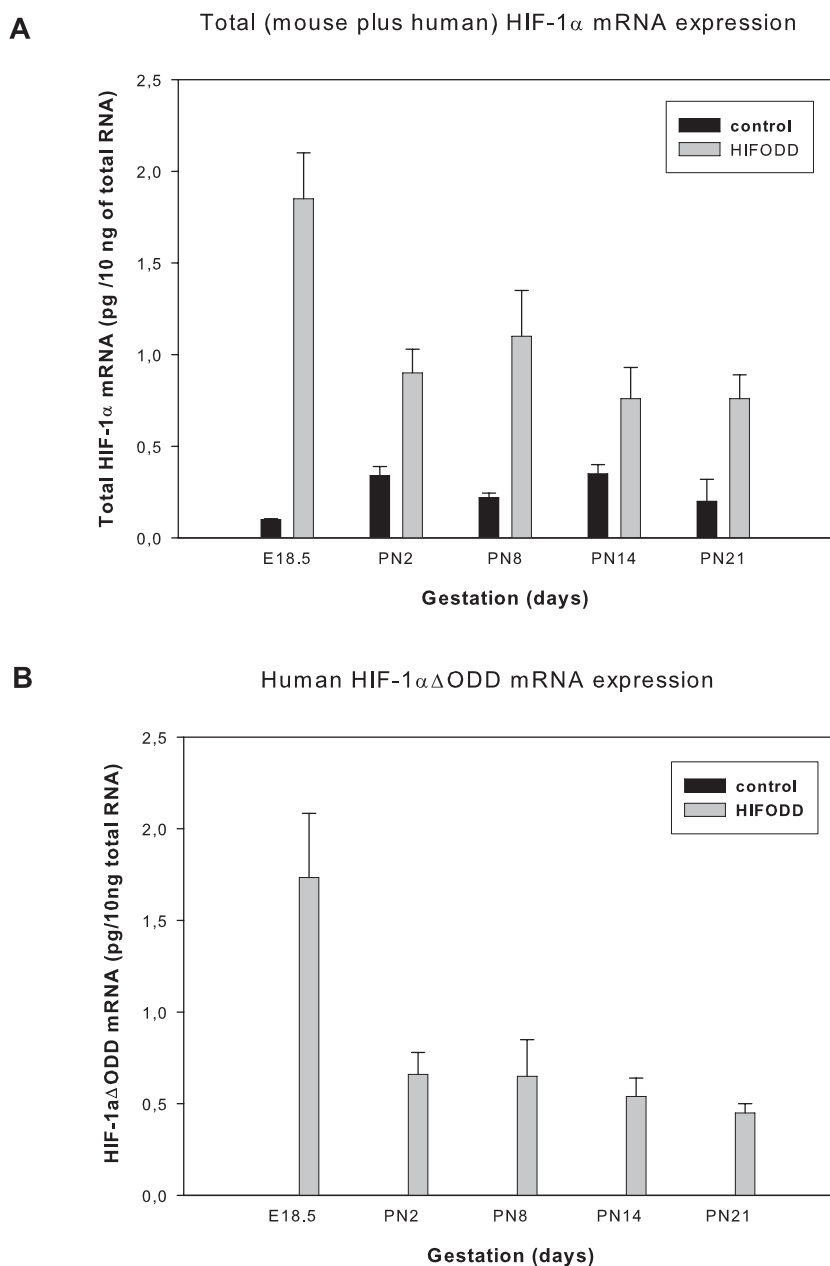 A
Total (mouse plus human) HIF-1α mRNA expression
Total HIF-1α mRNA (pg /10 ng of total RNA)
2,5
2,0
1,5
1,0
0,5
0,0
control
HIFODD
E18.5 PN2 PN8 PN14 PN21
Gestation (days)
B
Human HIF-1αΔODD mRNA expression
HIF-1aΔODD mRNA (pg/10ng total RNA)
2,5
2,0
1,5
1,0
0,5
0,0
control
HIFODD
E18.5 PN2 PN8 PN14 PN21
Gestation (days)